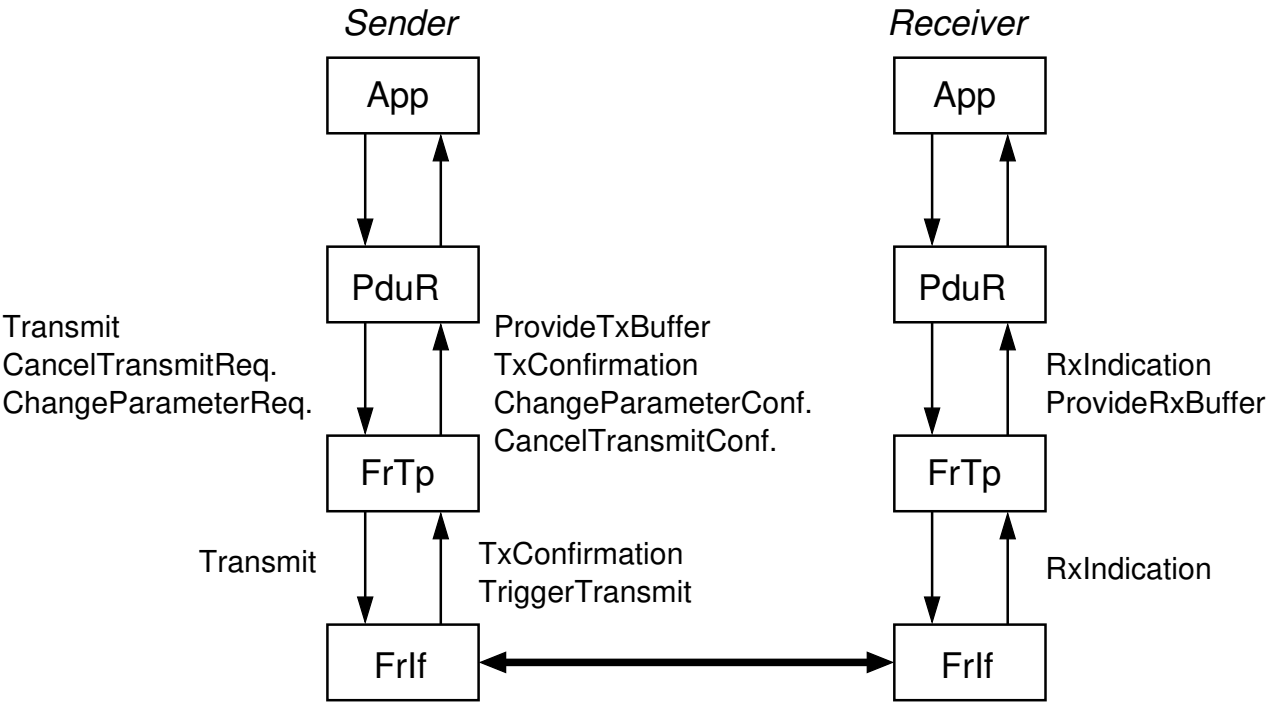 Sender
Receiver
App
App
PduR
PduR
Transmit
CancelTransmitReq.
ChangeParameterReq.
ProvideTxBuffer
TxConfirmation
ChangeParameterConf.
CancelTransmitConf.
RxIndication
ProvideRxBuffer
FrTp
FrTp
Transmit
TxConfirmation
TriggerTransmit
RxIndication
FrIf
FrIf